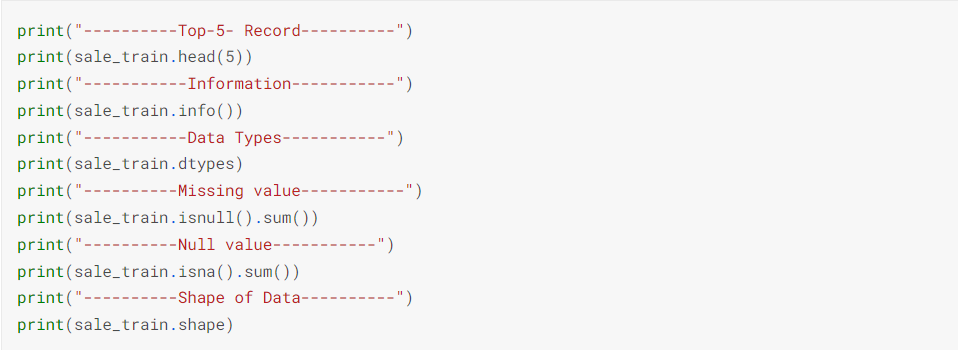 print("----------Top-5- Record----------")
print(sale_train.head(5))
print("-----------Information-----------")
print(sale_train.info())
print("-----------Data Types-----------")
print(sale_train.dtypes)
print("----------Missing value-----------")
print(sale_train.isnull().sum())
print("----------Null value-----------")
print(sale_train.isna().sum())
print("----------Shape of Data----------")
print(sale_train.shape)